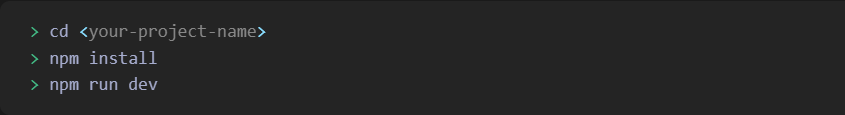 > cd <your-project-name>
> npm install
> npm run dev